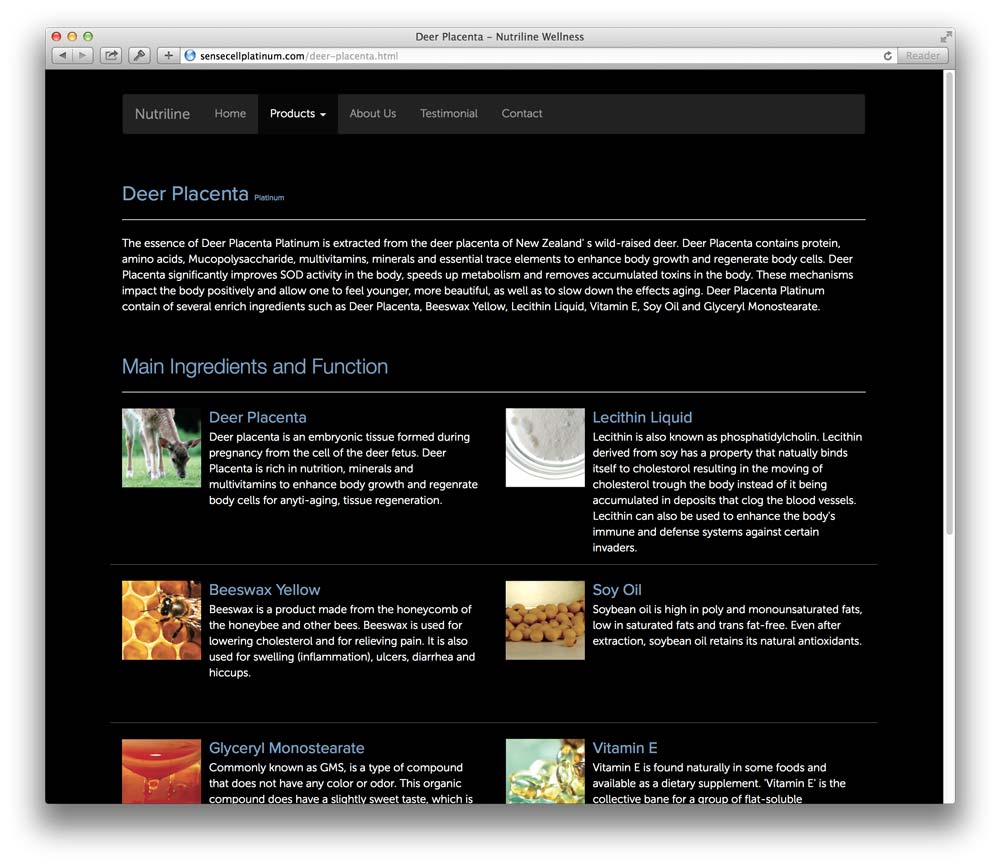 Deer Placenta – Nutriline Wellness
sensecellplatinum.com/deer-placenta.html
Reader
Nutriline Home Products About Us Testimonial Contact
Deer Placenta Platinum
The essence of Deer Placenta Platinum is extracted from the deer placenta of New Zealand' s wild-raised deer. Deer Placenta contains protein,
amino acids, Mucopolysaccharide, multivitamins, minerals and essential trace elements to enhance body growth and regenerate body cells. Deer
Placenta significantly improves SOD activity in the body, speeds up metabolism and removes accumulated toxins in the body. These mechanisms
impact the body positively and allow one to feel younger, more beautiful, as well as to slow down the effects aging. Deer Placenta Platinum
contain of several enrich ingredients such as Deer Placenta, Beeswax Yellow, Lecithin Liquid, Vitamin E, Soy Oil and Glyceryl Monostearate.
Main Ingredients and Function
Deer Placenta
Deer placenta is an embryonic tissue formed during
pregnancy from the cell of the deer fetus. Deer
Placenta is rich in nutrition, minerals and
multivitamins to enhance body growth and regenrate
body cells for anyti-aging, tissue regeneration.
Lecithin Liquid
Lecithin is also known as phosphatidylcholin. Lecithin
derived from soy has a property that natually binds
itself to cholestorol resulting in the moving of
cholesterol trough the body instead of it being
accumulated in deposits that clog the blood vessels.
Lecithin can also be used to enhance the body's
immune and defense systems against certain
invaders.
Beeswax Yellow
Beeswax is a product made from the honeycomb of
the honeybee and other bees. Beeswax is used for
lowering cholesterol and for relieving pain. It is also
used for swelling (inflammation), ulcers, diarrhea and
hiccups.
Soy Oil
Soybean oil is high in poly and monounsaturated fats,
low in saturated fats and trans fat-free. Even after
extraction, soybean oil retains its natural antioxidants.
Glyceryl Monostearate
Commonly known as GMS, is a type of compound
that does not have any color or odor. This organic
compound does have a slightly sweet taste, which is
Vitamin E
Vitamin E is found naturally in some foods and
available as a dietary supplement. 'Vitamin E' is the
collective bane for a group of flat-soluble